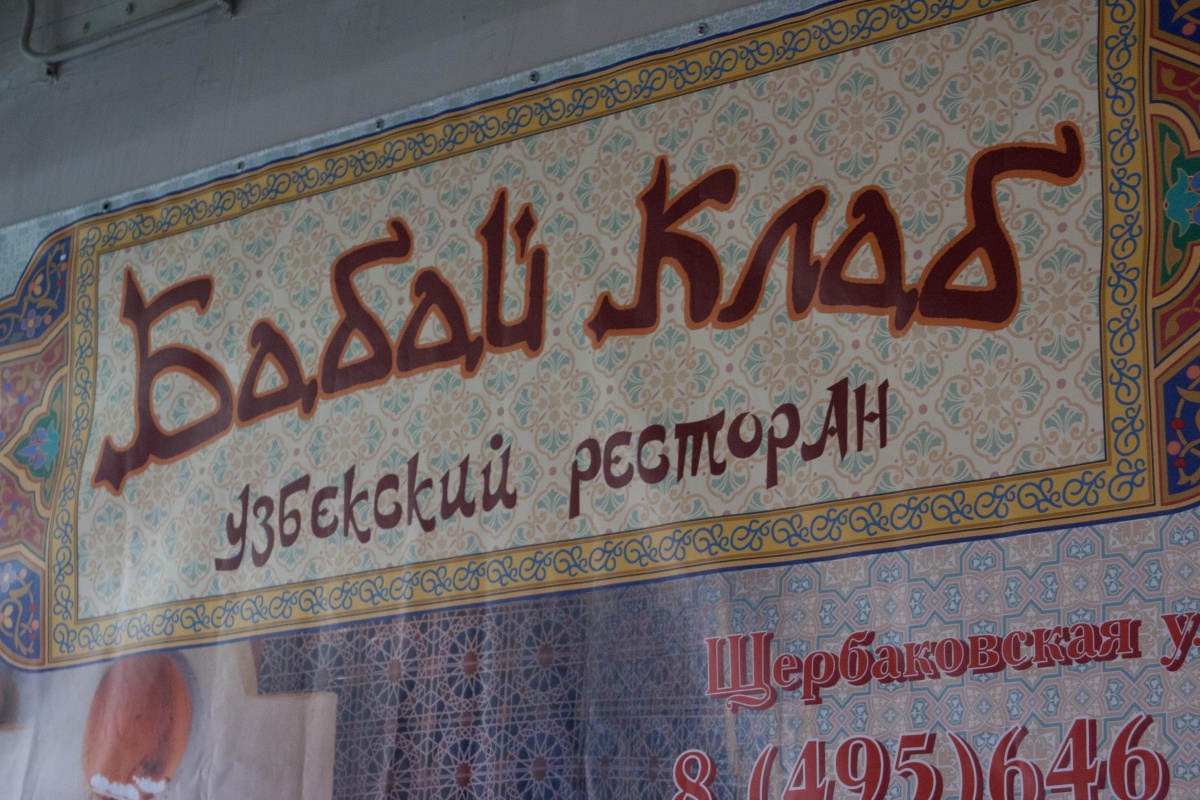 Бабай Клаб
узбекский ресторАН
Щербаковская у
8 (495)646